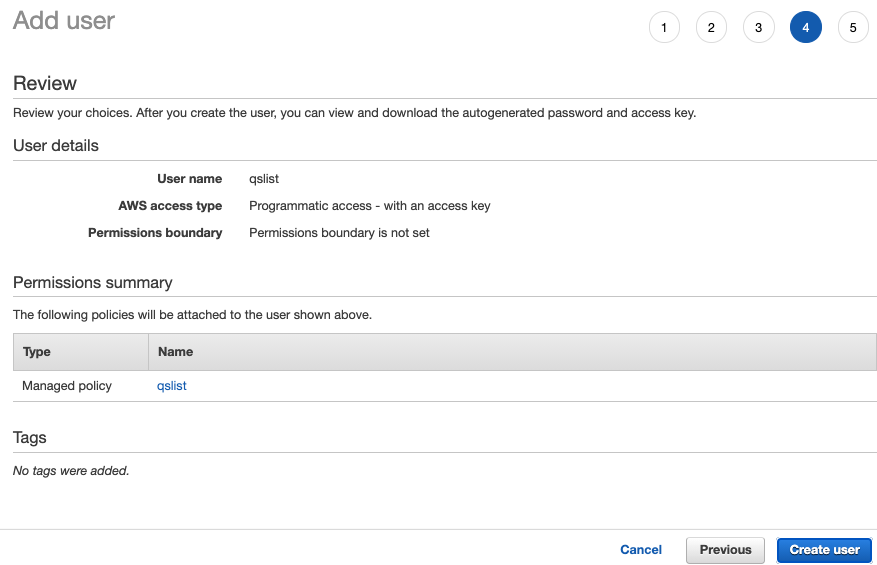 Add user
1 2 3 4 5
Review
Review your choices. After you create the user, you can view and download the autogenerated password and access key.
User details
User name qslist
AWS access type Programmatic access - with an access key
Permissions boundary Permissions boundary is not set
Permissions summary
The following policies will be attached to the user shown above.
Type Name
Managed policy qslist
Tags
No tags were added.
Cancel Previous Create user